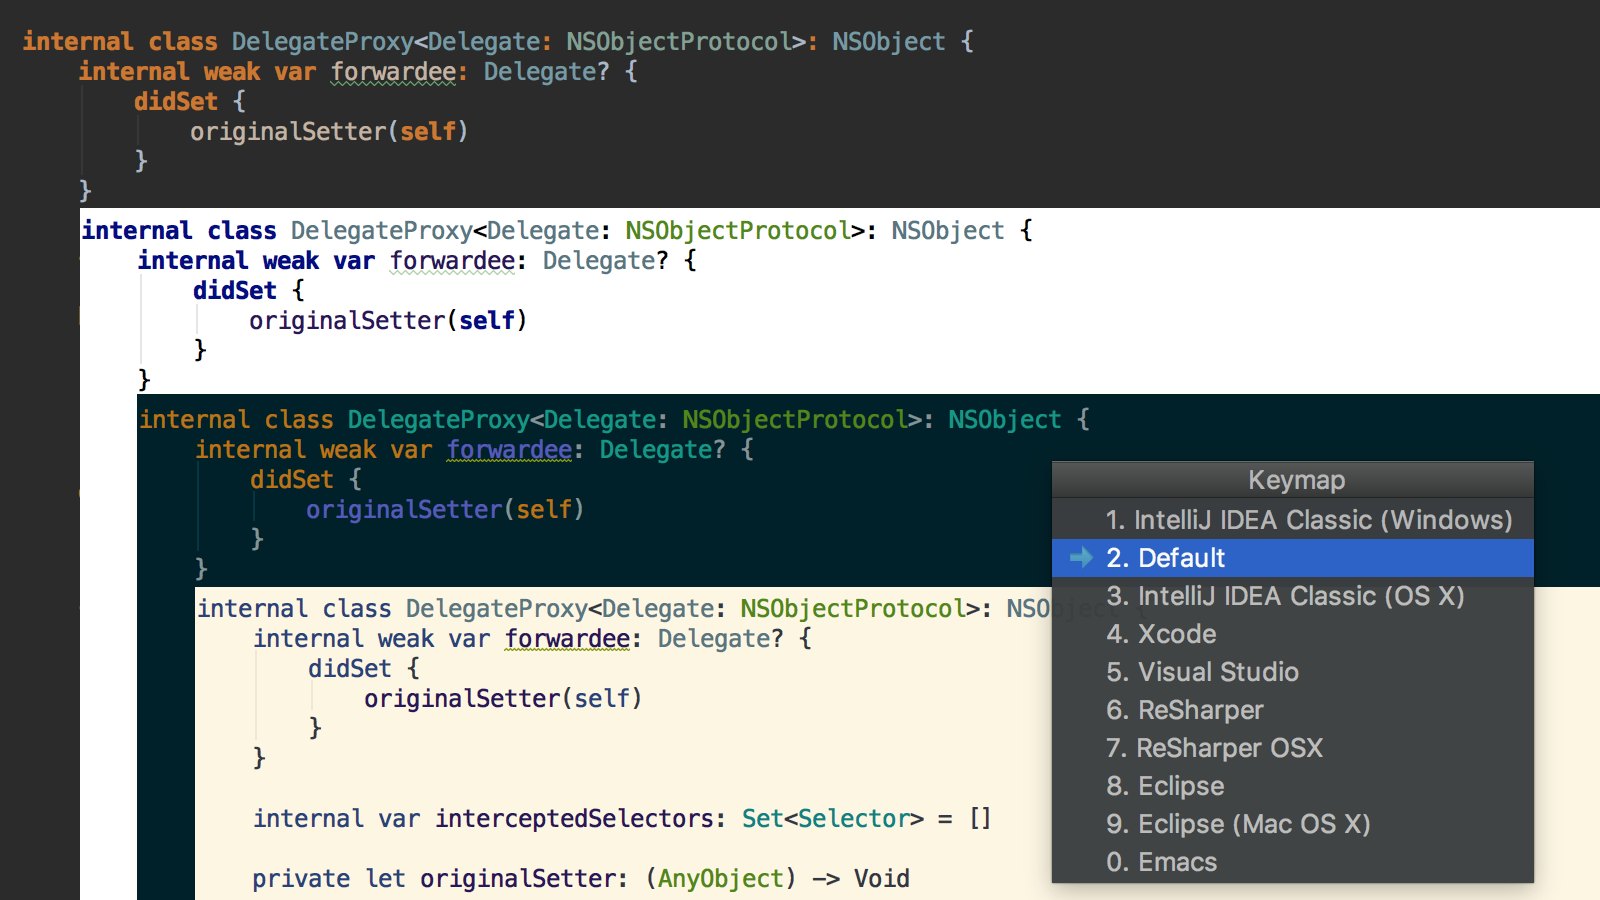 internal class DelegateProxy<Delegate: NSObjectProtocol>: NSObject {
    internal weak var forwardee: Delegate? {
        didSet {
            originalSetter(self)
        }
    }
internal class DelegateProxy<Delegate: NSObjectProtocol>: NSObject {
    internal weak var forwardee: Delegate? {
        didSet {
            originalSetter(self)
        }
    }
internal class DelegateProxy<Delegate: NSObjectProtocol>: NSObject {
    internal weak var forwardee: Delegate? {
        didSet {
            originalSetter(self)
        }
    }
internal class DelegateProxy<Delegate: NSObjectProtocol>: NSObject {
    internal weak var forwardee: Delegate? {
        didSet {
            originalSetter(self)
        }
    }
    internal var interceptedSelectors: Set<Selector> = []
    private let originalSetter: (AnyObject) -> Void
Keymap
1. IntelliJ IDEA Classic (Windows)
2. Default
3. IntelliJ IDEA Classic (OS X)
4. Xcode
5. Visual Studio
6. ReSharper
7. ReSharper OSX
8. Eclipse
9. Eclipse (Mac OS X)
0. Emacs